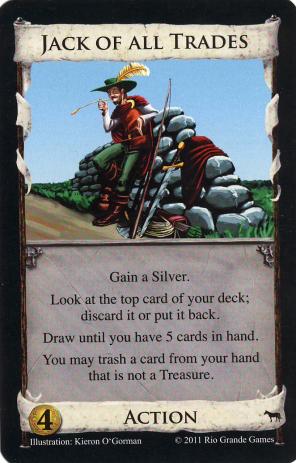 JACK OF ALL TRADES
Gain a Silver.
Look at the top card of your deck;
discard it or put it back.
Draw until you have 5 cards in hand.
You may trash a card from your hand
that is not a Treasure.
4
ACTION
Illustration: Kieron O'Gorman
© 2011 Rio Grande Games